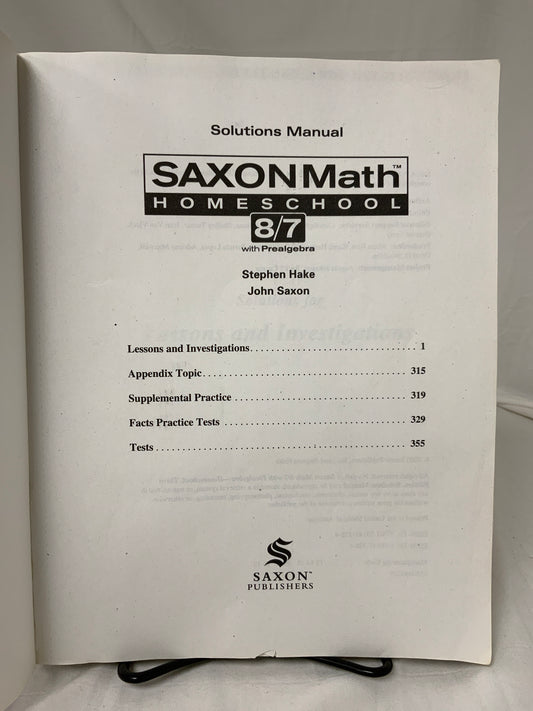 Solutions Manual
SAXON Math™
HOMESCHOOL
8/7
with Prealgebra
Stephen Hake
John Saxon
Lessons and Investigations . . . . . . . . . . . . . . . . . . . . . . . . . . . . . . . . 1
Appendix Topic . . . . . . . . . . . . . . . . . . . . . . . . . . . . . . . . . . . . . . . 315
Supplemental Practice . . . . . . . . . . . . . . . . . . . . . . . . . . . . . . . . . . 319
Facts Practice Tests . . . . . . . . . . . . . . . . . . . . . . . . . . . . . . . . . . . . 329
Tests . . . . . . . . . . . . . . . . . . . . . . . . . . . . . . . . . . . . . . . . . . . . . . . . 355
S
SAXON™
PUBLISHERS